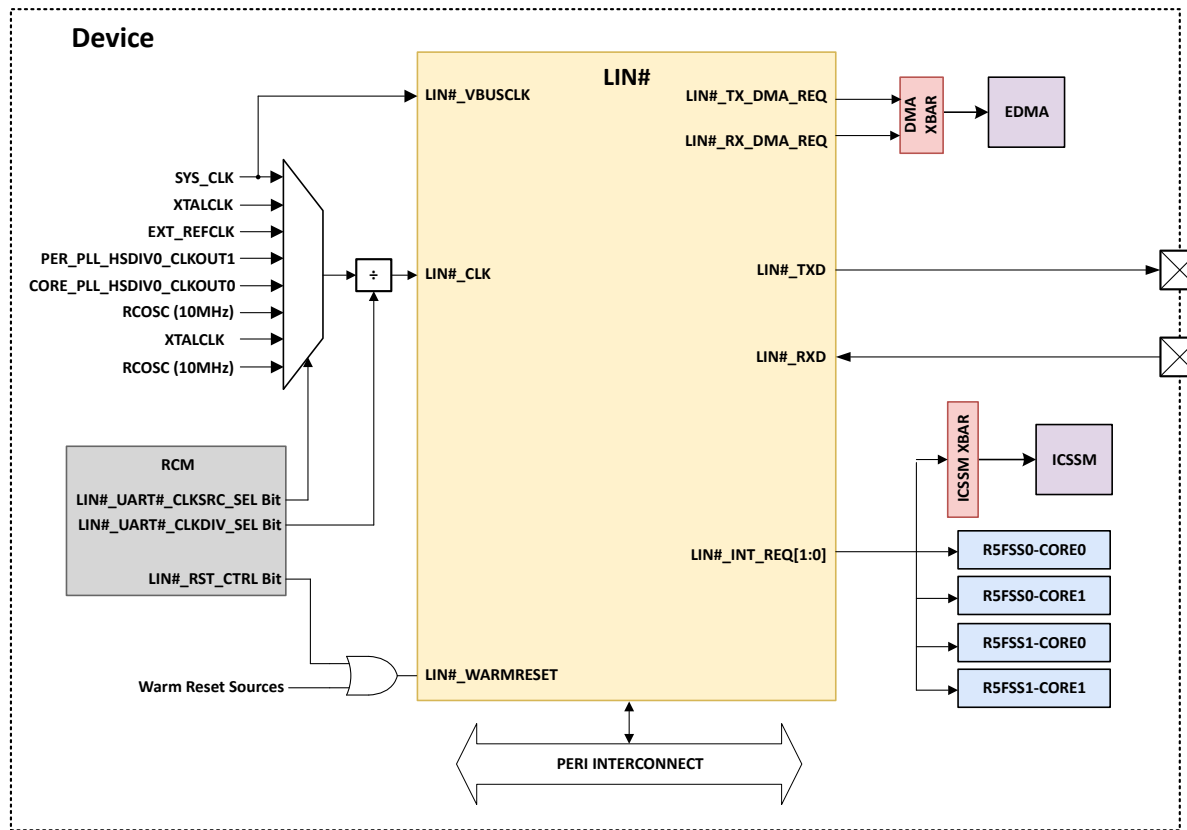 Device
LIN#
LIN#_VBUSCLK
LIN#_TX_DMA_REQ
LIN#_RX_DMA_REQ
DMA
XBAR
EDMA
SYS_CLK
XTALCLK
EXT_REFCLK
PER_PLL_HSDIV0_CLKOUT1
CORE_PLL_HSDIV0_CLKOUT0
RCOSC (10MHz)
XTALCLK
RCOSC (10MHz)
÷
LIN#_CLK
LIN#_TXD
LIN#_RXD
RCM
LIN#_UART#_CLKSRC_SEL Bit
LIN#_UART#_CLKDIV_SEL Bit
LIN#_RST_CTRL Bit
Warm Reset Sources
LIN#_WARMRESET
LIN#_INT_REQ[1:0]
ICSSM XBAR
ICSSM
R5FSS0-CORE0
R5FSS0-CORE1
R5FSS1-CORE0
R5FSS1-CORE1
PERI INTERCONNECT